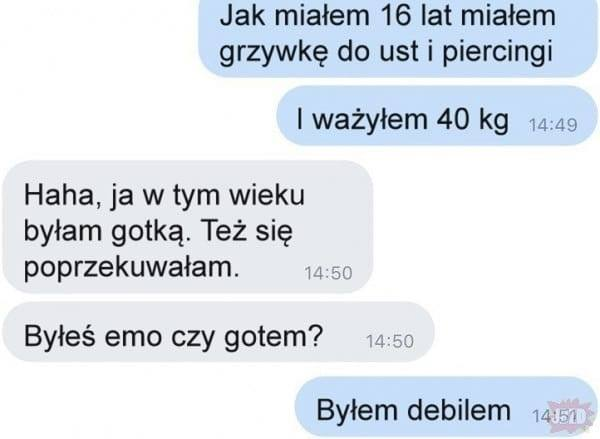 Jak miałem 16 lat miałem
grzywkę do ust i piercingi
I ważyłem 40 kg 14:49
Haha, ja w tym wieku
byłam gotką. Też się
poprzekuwałam. 14:50
Byłeś emo czy gotem? 14:50
Byłem debilem 14:51